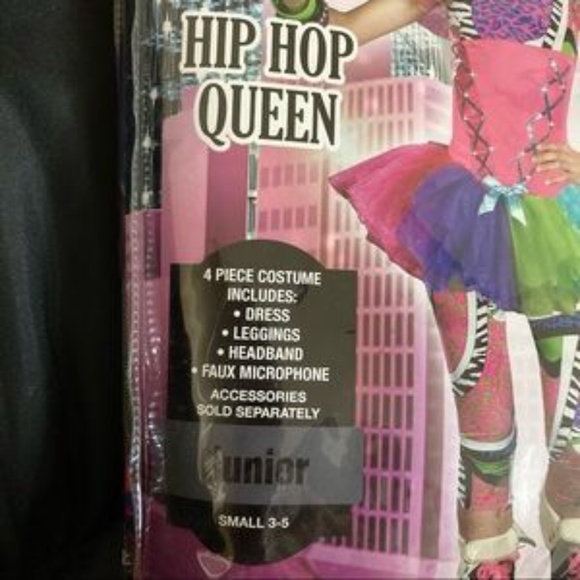 HIP HOP
QUEEN
4 PIECE COSTUME
INCLUDES:
• DRESS
• LEGGINGS
• HEADBAND
• FAUX MICROPHONE
ACCESSORIES
SOLD SEPARATELY
Junior
SMALL 3-5